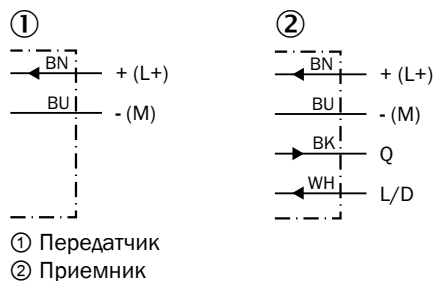 ① ②
BN + (L+) BN + (L+)
BU - (M) BU - (M)
BK Q
WH L/D
① Передатчик
② Приемник